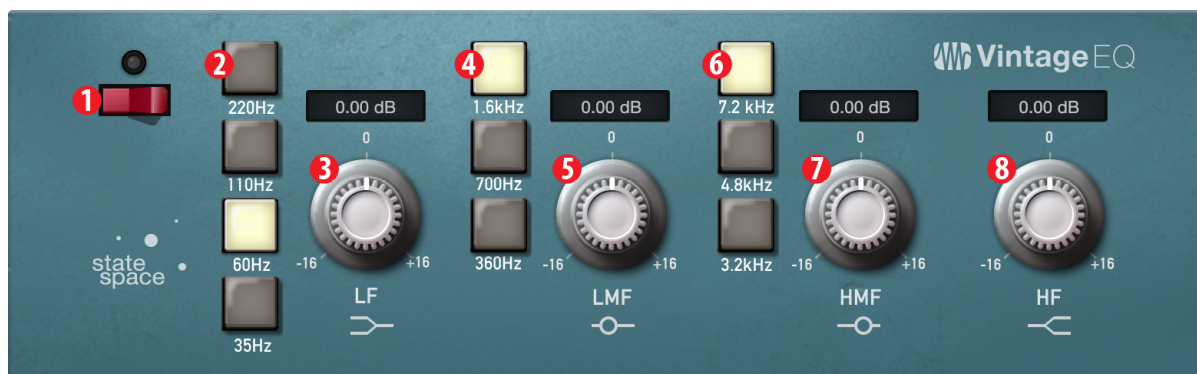 VintageEQ
1
2
220Hz
110Hz
60Hz
35Hz
0.00 dB
0
3
-16
+16
LF
4
1.6kHz
700Hz
360Hz
0.00 dB
0
5
-16
+16
LMF
6
7.2 kHz
4.8kHz
3.2kHz
0.00 dB
0
7
-16
+16
HMF
0.00 dB
0
8
-16
+16
HF
state
space